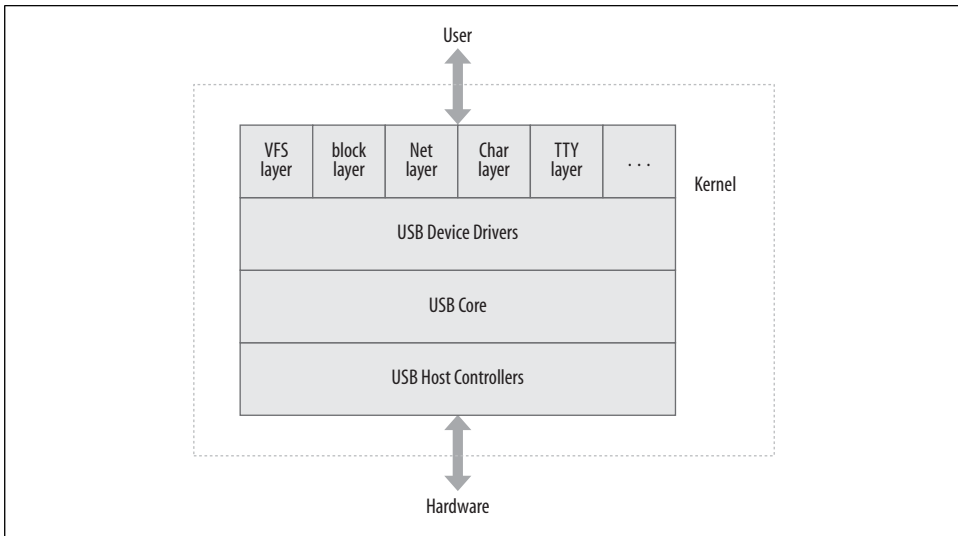 User
VFS
layer
block
layer
Net
layer
Char
layer
TTY
layer
. . .
Kernel
USB Device Drivers
USB Core
USB Host Controllers
Hardware